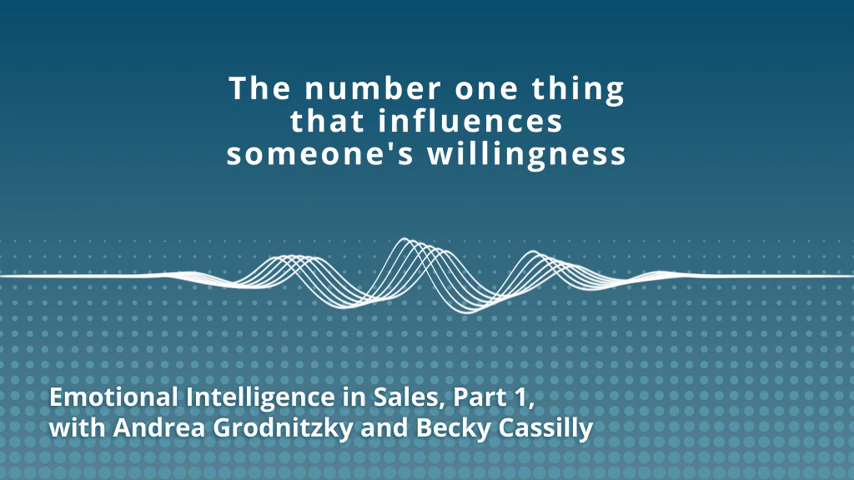 The number one thing
that influences
someone's willingness
Emotional Intelligence in Sales, Part 1,
with Andrea Grodnitzky and Becky Cassilly